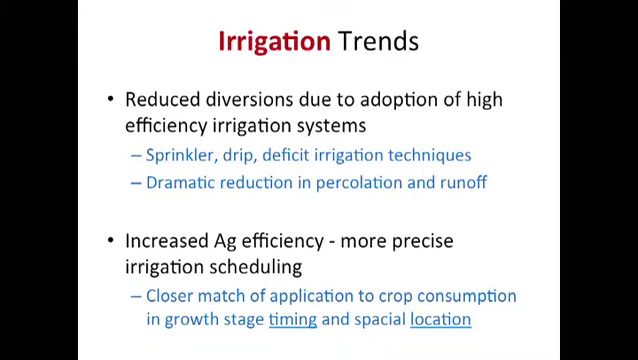 Irrigation Trends
• Reduced diversions due to adoption of high
efficiency irrigation systems
– Sprinkler, drip, deficit irrigation techniques
– Dramatic reduction in percolation and runoff
• Increased Ag efficiency - more precise
irrigation scheduling
– Closer match of application to crop consumption
in growth stage timing and spacial location